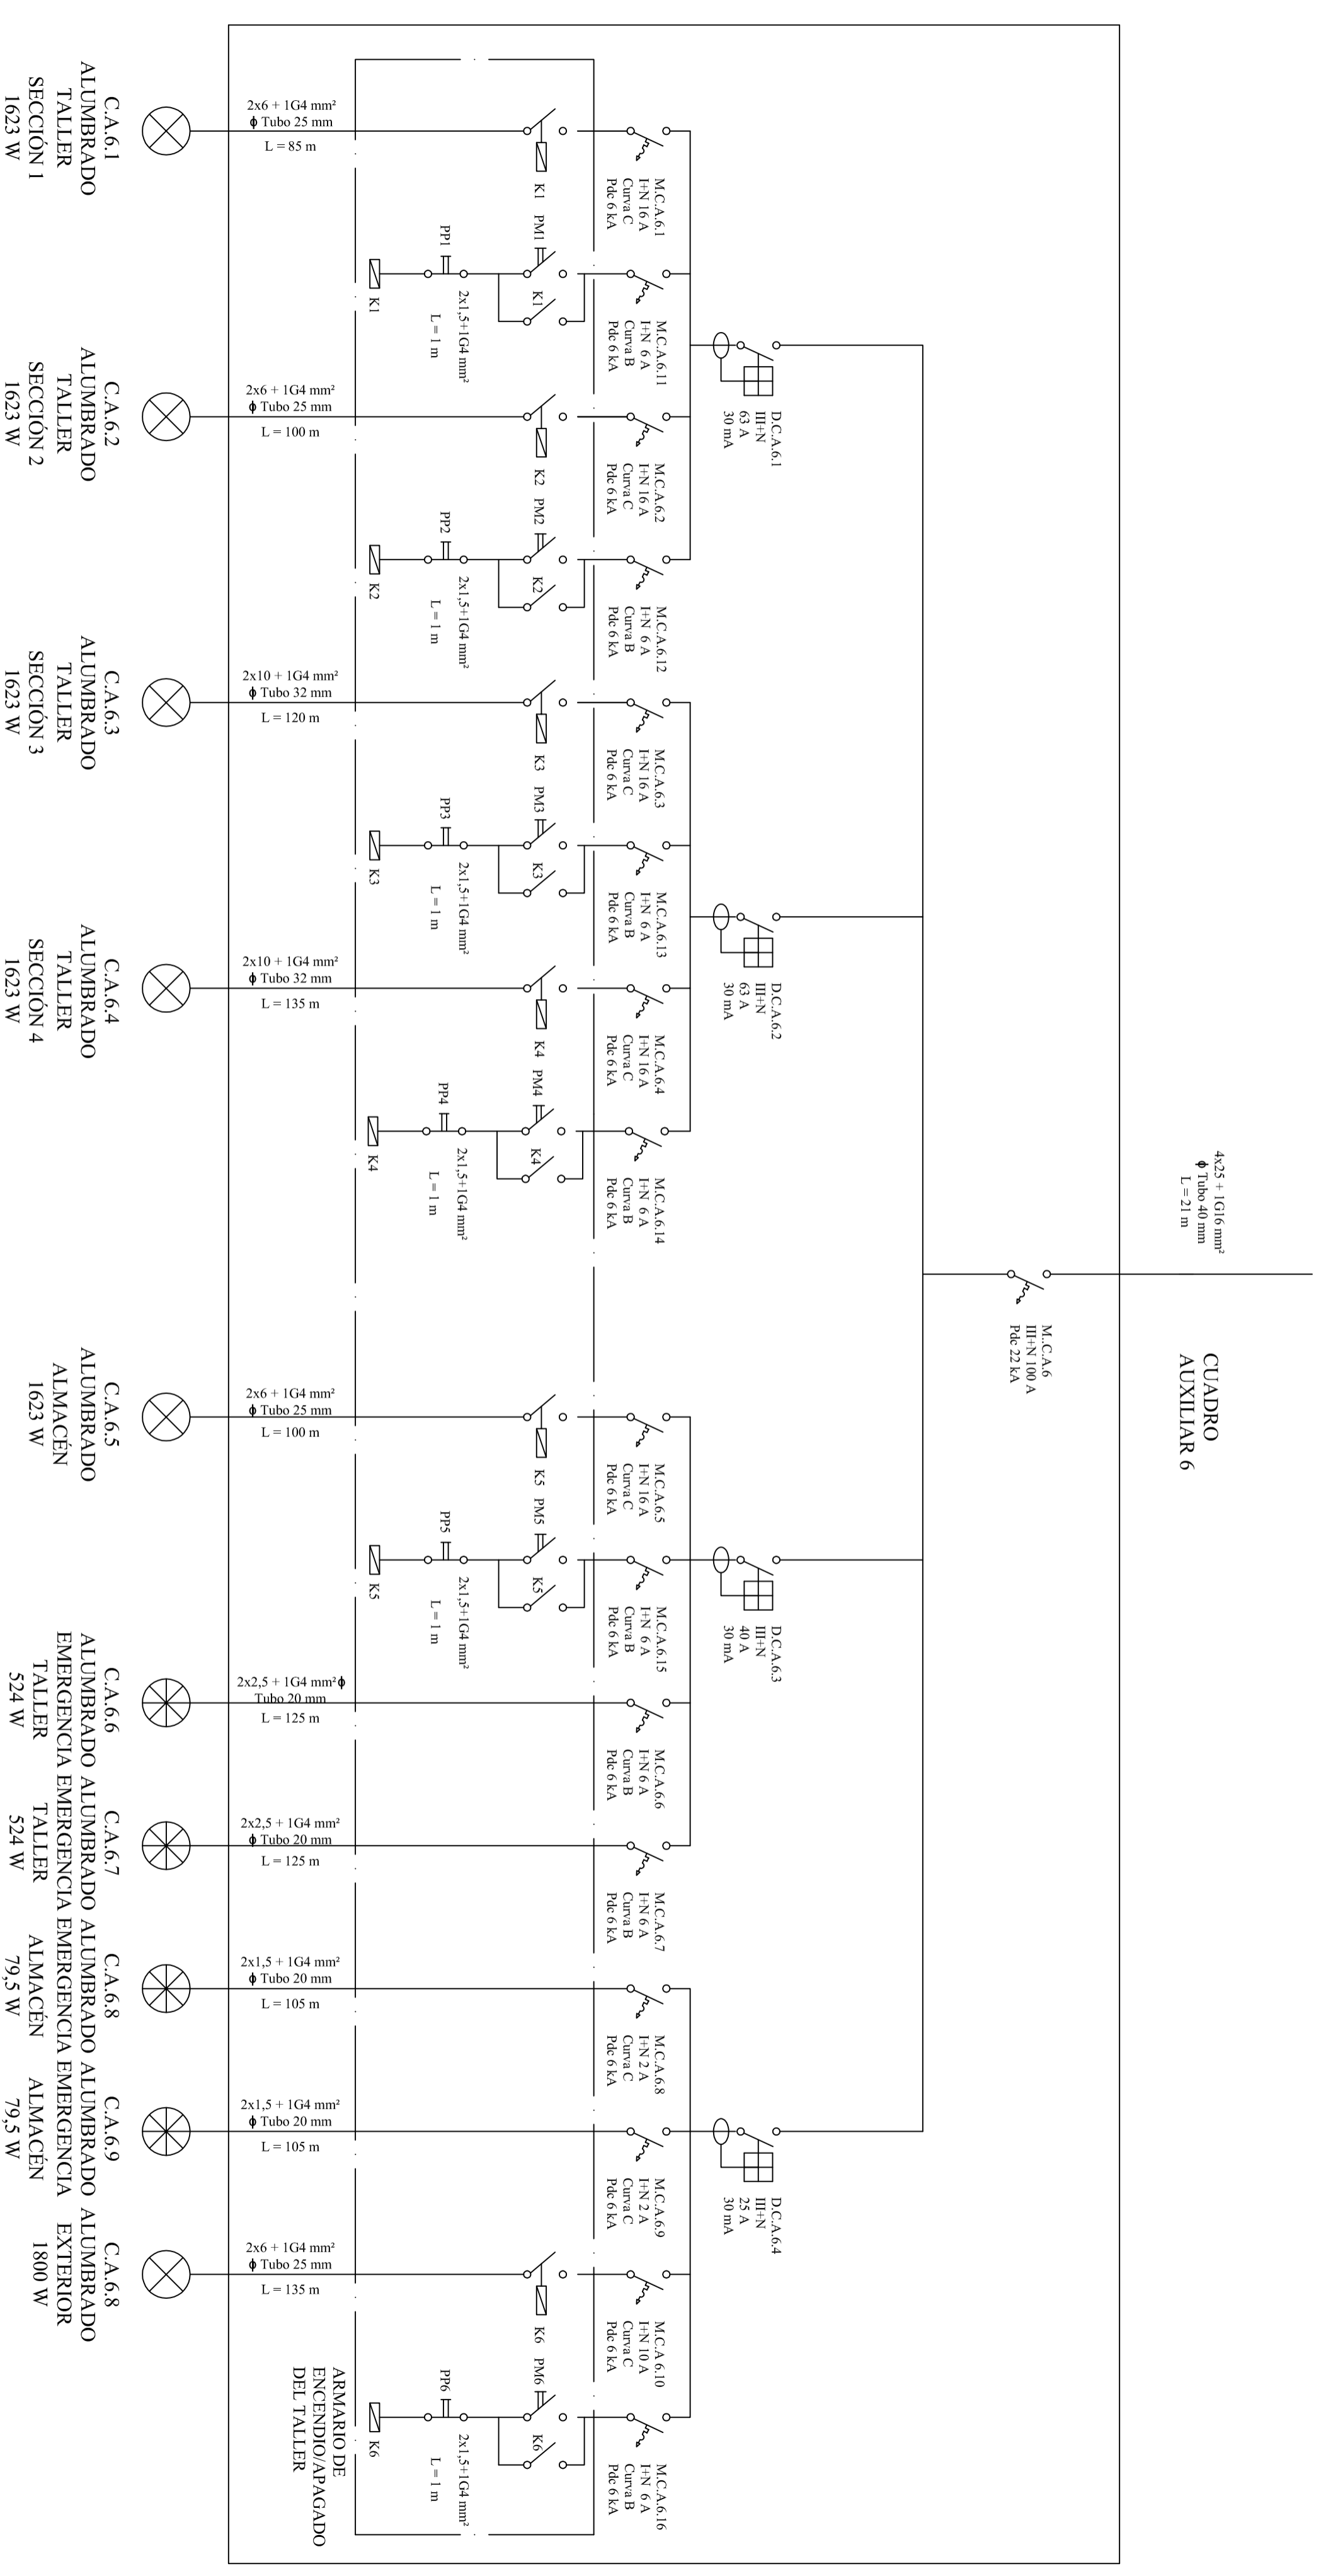 CUADRO
AUXILIAR 6
4x25 + 1G16 mm²
ϕ Tubo 40 mm
L = 21 m
M..C.A.6
III+N 100 A
Pdc 22 kA
D.C.A.6.1
III+N
63 A
30 mA
D.C.A.6.2
III+N
63 A
30 mA
D.C.A.6.3
III+N
40 A
30 mA
D.C.A.6.4
III+N
25 A
30 mA
M.C.A.6.1
I+N 16 A
Curva C
Pdc 6 kA
M.C.A.6.11
I+N 6 A
Curva B
Pdc 6 kA
M.C.A.6.2
I+N 16 A
Curva C
Pdc 6 kA
M.C.A.6.12
I+N 6 A
Curva B
Pdc 6 kA
M.C.A.6.3
I+N 16 A
Curva C
Pdc 6 kA
M.C.A.6.13
I+N 6 A
Curva B
Pdc 6 kA
M.C.A.6.4
I+N 16 A
Curva C
Pdc 6 kA
M.C.A.6.14
I+N 6 A
Curva B
Pdc 6 kA
M.C.A.6.5
I+N 16 A
Curva C
Pdc 6 kA
M.C.A.6.15
I+N 6 A
Curva B
Pdc 6 kA
M.C.A.6.6
I+N 6 A
Curva B
Pdc 6 kA
M.C.A.6.7
I+N 6 A
Curva B
Pdc 6 kA
M.C.A.6.8
I+N 2 A
Curva C
Pdc 6 kA
M.C.A.6.9
I+N 2 A
Curva C
Pdc 6 kA
M.C.A 6.10
I+N 10 A
Curva C
Pdc 6 kA
M.C.A.6.16
I+N 6 A
Curva B
Pdc 6 kA
K1
PM1
K1
PP1
2x1,5+1G4 mm²
L = 1 m
K1
K2
PM2
K2
PP2
2x1,5+1G4 mm²
L = 1 m
K2
K3
PM3
K3
PP3
2x1,5+1G4 mm²
L = 1 m
K3
K4
PM4
K4
PP4
2x1,5+1G4 mm²
L = 1 m
K4
K5
PM5
K5
PP5
2x1,5+1G4 mm²
L = 1 m
K5
K6
PM6
K6
PP6
2x1,5+1G4 mm²
L = 1 m
K6
ARMARIO DE
ENCENDIO/APAGADO
DEL TALLER
2x6 + 1G4 mm²
ϕ Tubo 25 mm
L = 85 m
2x6 + 1G4 mm²
ϕ Tubo 25 mm
L = 100 m
2x10 + 1G4 mm²
ϕ Tubo 32 mm
L = 120 m
2x10 + 1G4 mm²
ϕ Tubo 32 mm
L = 135 m
2x6 + 1G4 mm²
ϕ Tubo 25 mm
L = 100 m
2x2,5 + 1G4 mm² ϕ
Tubo 20 mm
L = 125 m
2x2,5 + 1G4 mm²
ϕ Tubo 20 mm
L = 125 m
2x1,5 + 1G4 mm²
ϕ Tubo 20 mm
L = 105 m
2x1,5 + 1G4 mm²
ϕ Tubo 20 mm
L = 105 m
2x6 + 1G4 mm²
ϕ Tubo 25 mm
L = 135 m
C.A.6.1
ALUMBRADO
TALLER
SECCIÓN 1
1623 W
C.A.6.2
ALUMBRADO
TALLER
SECCIÓN 2
1623 W
C.A.6.3
ALUMBRADO
TALLER
SECCIÓN 3
1623 W
C.A.6.4
ALUMBRADO
TALLER
SECCIÓN 4
1623 W
C.A.6.5
ALUMBRADO
ALMACÉN
1623 W
C.A.6.6
ALUMBRADO
EMERGENCIA
TALLER
524 W
C.A.6.7
ALUMBRADO
EMERGENCIA
TALLER
524 W
C.A.6.8
ALUMBRADO
EMERGENCIA
ALMACÉN
79,5 W
C.A.6.9
ALUMBRADO
EMERGENCIA
ALMACÉN
79,5 W
C.A.6.8
ALUMBRADO
EXTERIOR
1800 W